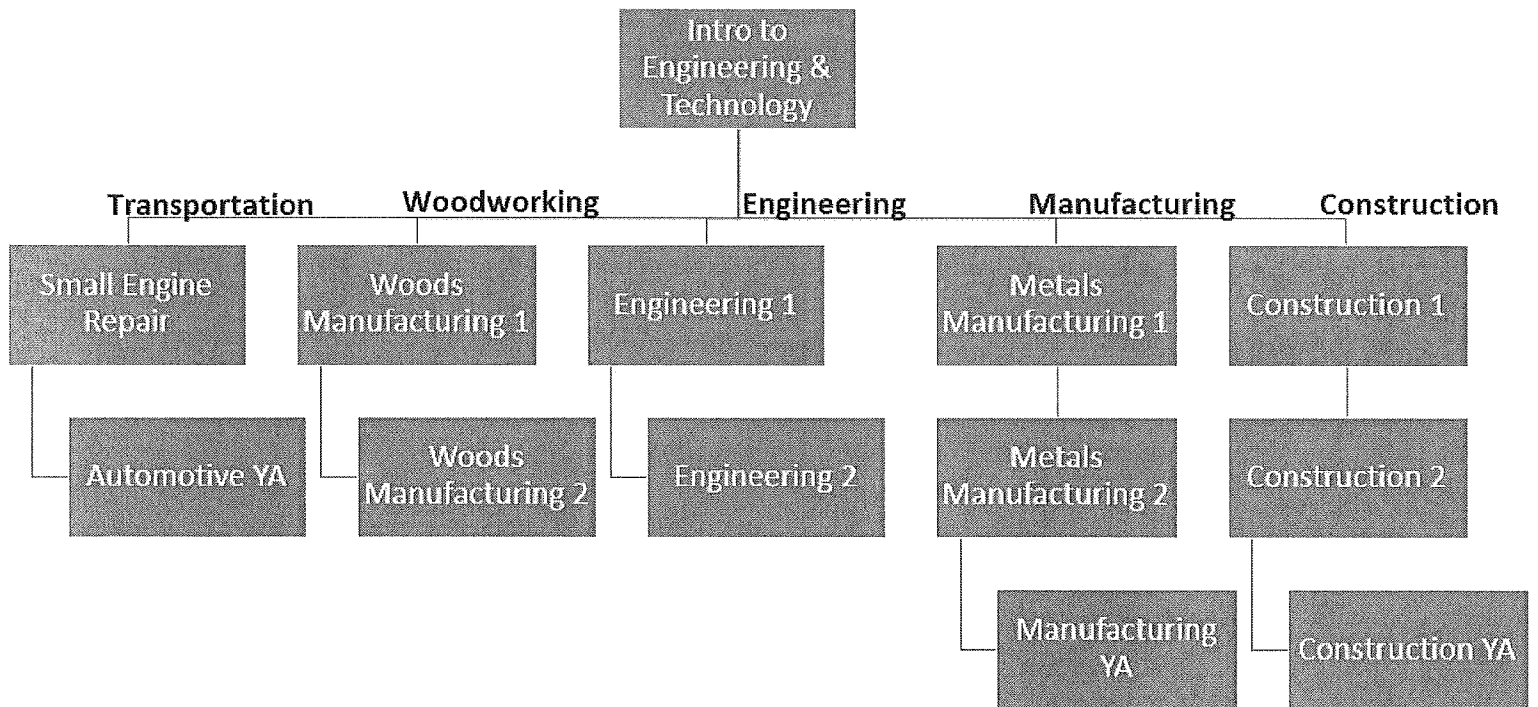 Intro to
Engineering &
Technology
Transportation
Woodworking
Engineering
Manufacturing
Construction
Small Engine
Repair
Woods
Manufacturing 1
Engineering 1
Metals
Manufacturing 1
Construction 1
Automotive YA
Woods
Manufacturing 2
Engineering 2
Metals
Manufacturing 2
Construction 2
Manufacturing
YA
Construction YA